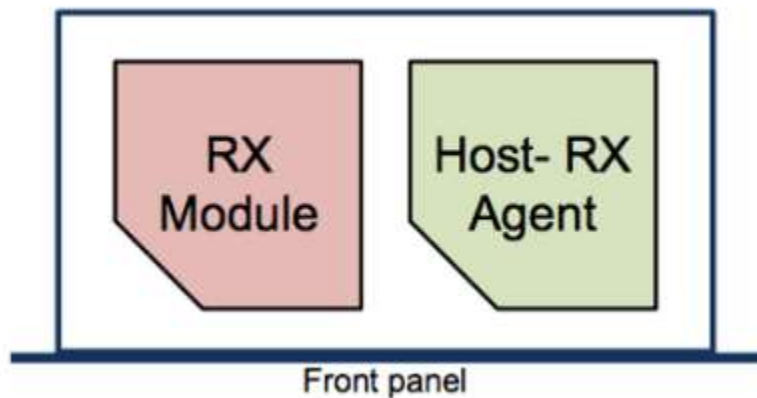 RX
Module
Host- RX
Agent
Front panel